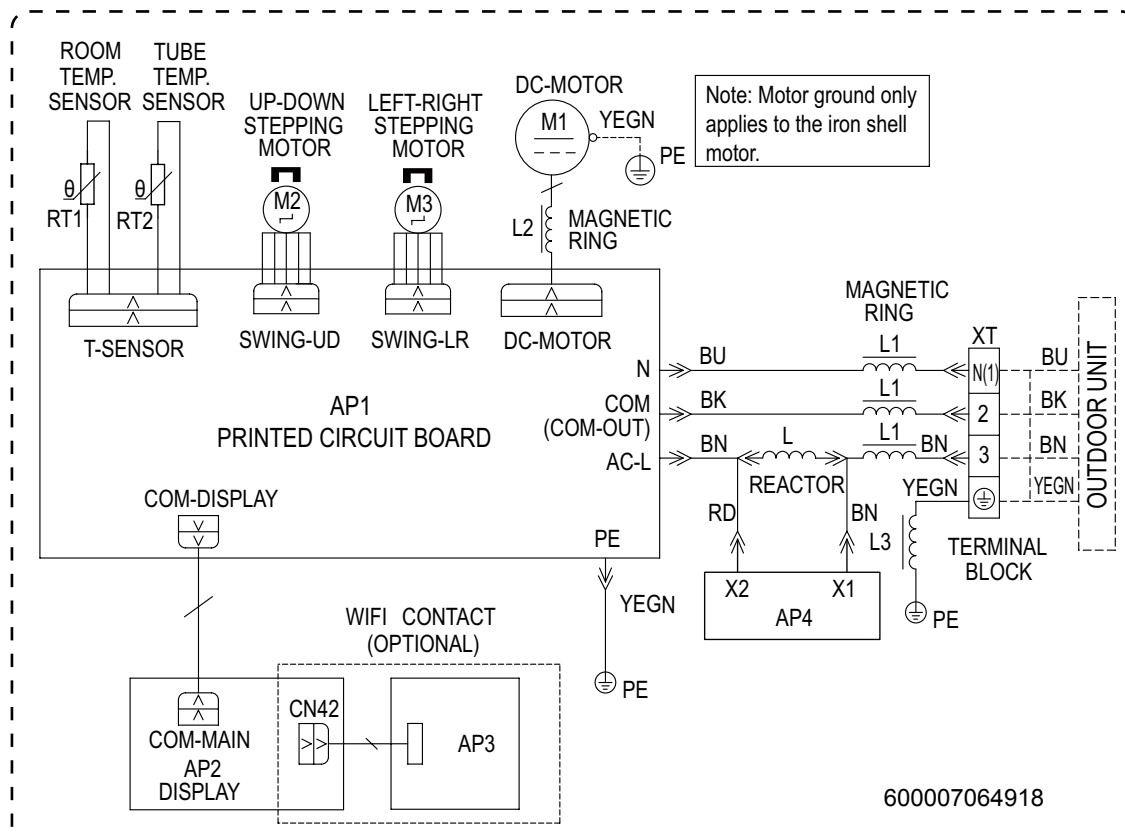 ROOM
TEMP.
SENSOR
TUBE
TEMP.
SENSOR
θ
RT1
θ
RT2
UP-DOWN
STEPPING
MOTOR
M2
LEFT-RIGHT
STEPPING
MOTOR
M3
DC-MOTOR
M1
YEGN
PE
L2
MAGNETIC
RING
Note: Motor ground only
applies to the iron shell
motor.
T-SENSOR
SWING-UD
SWING-LR
DC-MOTOR
AP1
PRINTED CIRCUIT BOARD
N
COM
(COM-OUT)
AC-L
BU
BK
BN
MAGNETIC
RING
L1
L1
L1
L
REACTOR
BN
XT
N(1)
2
3
BU
BK
BN
YEGN
OUTDOOR UNIT
YEGN
L3
PE
TERMINAL
BLOCK
RD
BN
X2
X1
AP4
COM-DISPLAY
PE
YEGN
PE
WIFI CONTACT
(OPTIONAL)
COM-MAIN
AP2
DISPLAY
CN42
AP3
600007064918